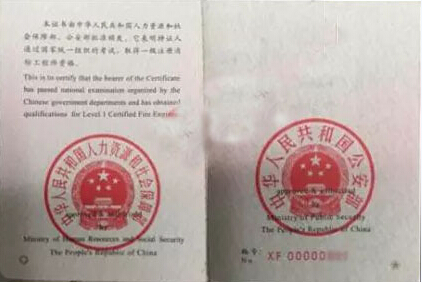 本证书由中华人民共和国人力资源和社
会保障部、公安部批准颁发。它表明持证人
通过国家统一组织的考试，取得一级注册消
防工程师资格。
This is to certify that the bearer of the Certificate
has passed national examination organized by the
Chinese government departments and has obtained
qualifications for Level 1 Certified Fire Engineer.
中华人民共和国人力资源和社会保障部
approved & authorized
by
Ministry of Human Resources and Social Security
The People's Republic of China
中华人民共和国公安部
approved & authorized
by
Ministry of Public Security
The People's Republic of China
编号:
No.
XF 00000